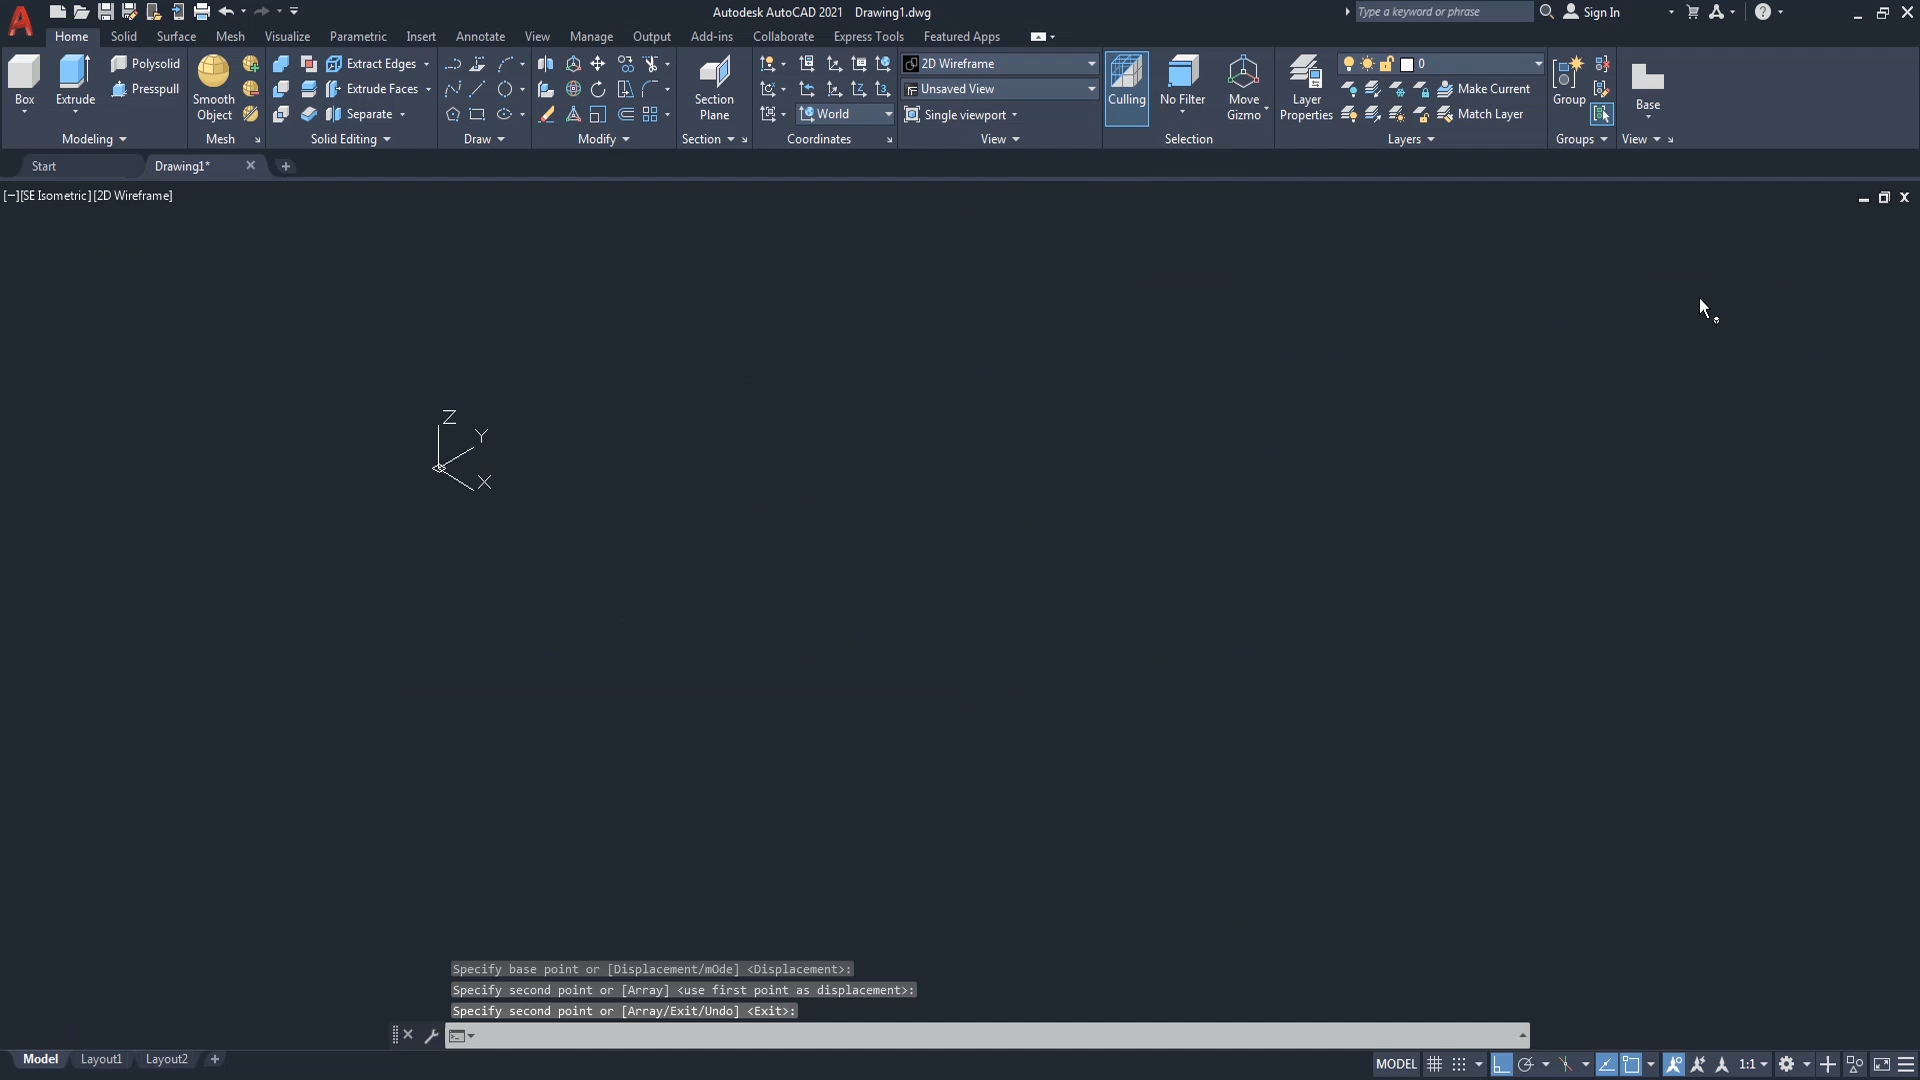 Autodesk AutoCAD 2021 Drawing1.dwg
Type a keyword or phrase
Sign In
Home Solid Surface Mesh Visualize Parametric Insert Annotate View Manage Output Add-ins Collaborate Express Tools Featured Apps
Box
Extrude
Polysolid
Presspull
Modeling
Smooth
Object
Mesh
Extract Edges
Extrude Faces
Separate
Solid Editing
Draw
Modify
Section
Plane
Section
World
Coordinates
2D Wireframe
Unsaved View
Single viewport
View
Culling
No Filter
Move
Gizmo
Selection
Layer
Properties
0
Make Current
Match Layer
Layers
Group
Groups
Base
View
Start
Drawing1*
[−][SE Isometric][2D Wireframe]
Z
Y
X
Specify base point or [Displacement/mOde] <Displacement>:
Specify second point or [Array] <use first point as displacement>:
Specify second point or [Array/Exit/Undo] <Exit>:
Model Layout1 Layout2
MODEL
1:1